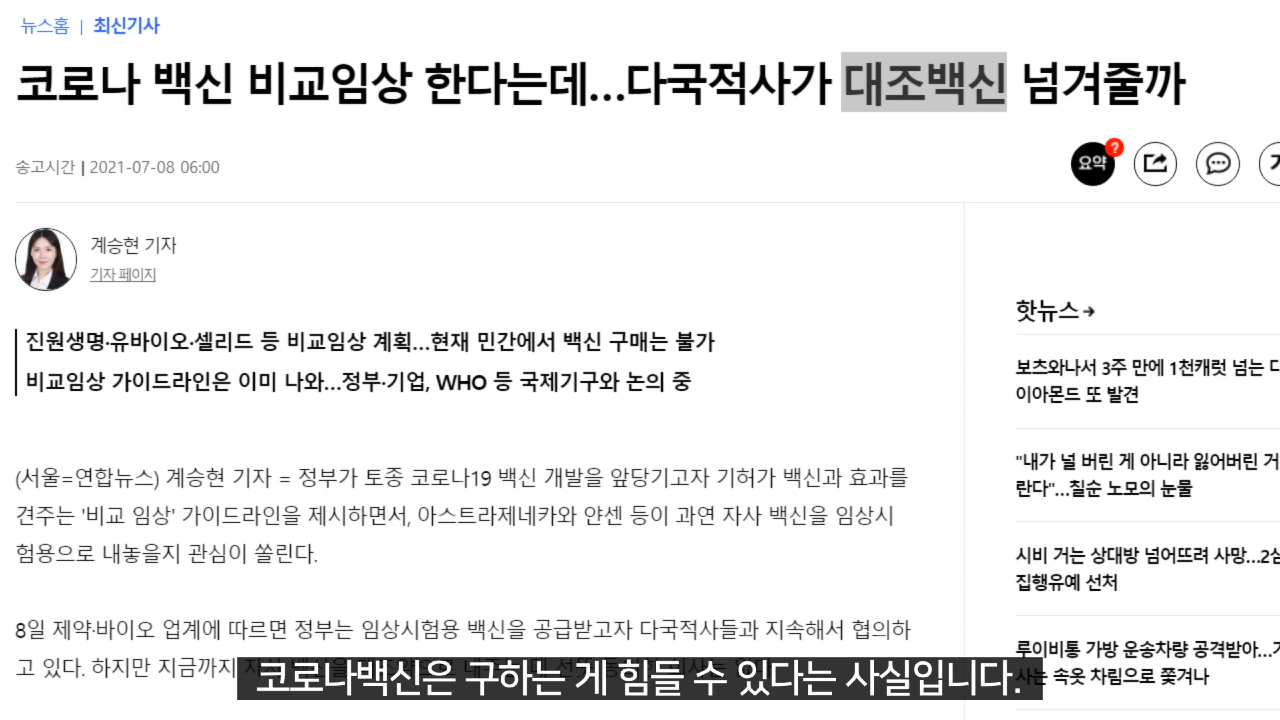 뉴스홈 | 최신기사
코로나 백신 비교임상 한다는데...다국적사가 대조백신 넘겨줄까
송고시간 | 2021-07-08 06:00
요약
?
계승현 기자
기자 페이지
진원생명·유바이오·셀리드 등 비교임상 계획...현재 민간에서 백신 구매는 불가
비교임상 가이드라인은 이미 나와...정부·기업, WHO 등 국제기구와 논의 중
(서울=연합뉴스) 계승현 기자 = 정부가 토종 코로나19 백신 개발을 앞당기고자 기허가 백신과 효과를
견주는 '비교 임상' 가이드라인을 제시하면서, 아스트라제네카와 얀센 등이 과연 자사 백신을 임상시
험용으로 내놓을지 관심이 쏠린다.
8일 제약·바이오 업계에 따르면 정부는 임상시험용 백신을 공급받고자 다국적사들과 지속해서 협의하
고 있다. 하지만 지금까지
핫뉴스
보츠와나서 3주 만에 1천캐럿 넘는 다
이아몬드 또 발견
"내가 널 버린 게 아니라 잃어버린 거
란다"...칠순 노모의 눈물
시비 거는 상대방 넘어뜨려 사망...2심
집행유예 선처
루이비통 가방 운송차량 공격받아...
사는 속옷 차림으로 쫓겨나
코로나백신은 구하는 게 힘들 수 있다는 사실입니다.